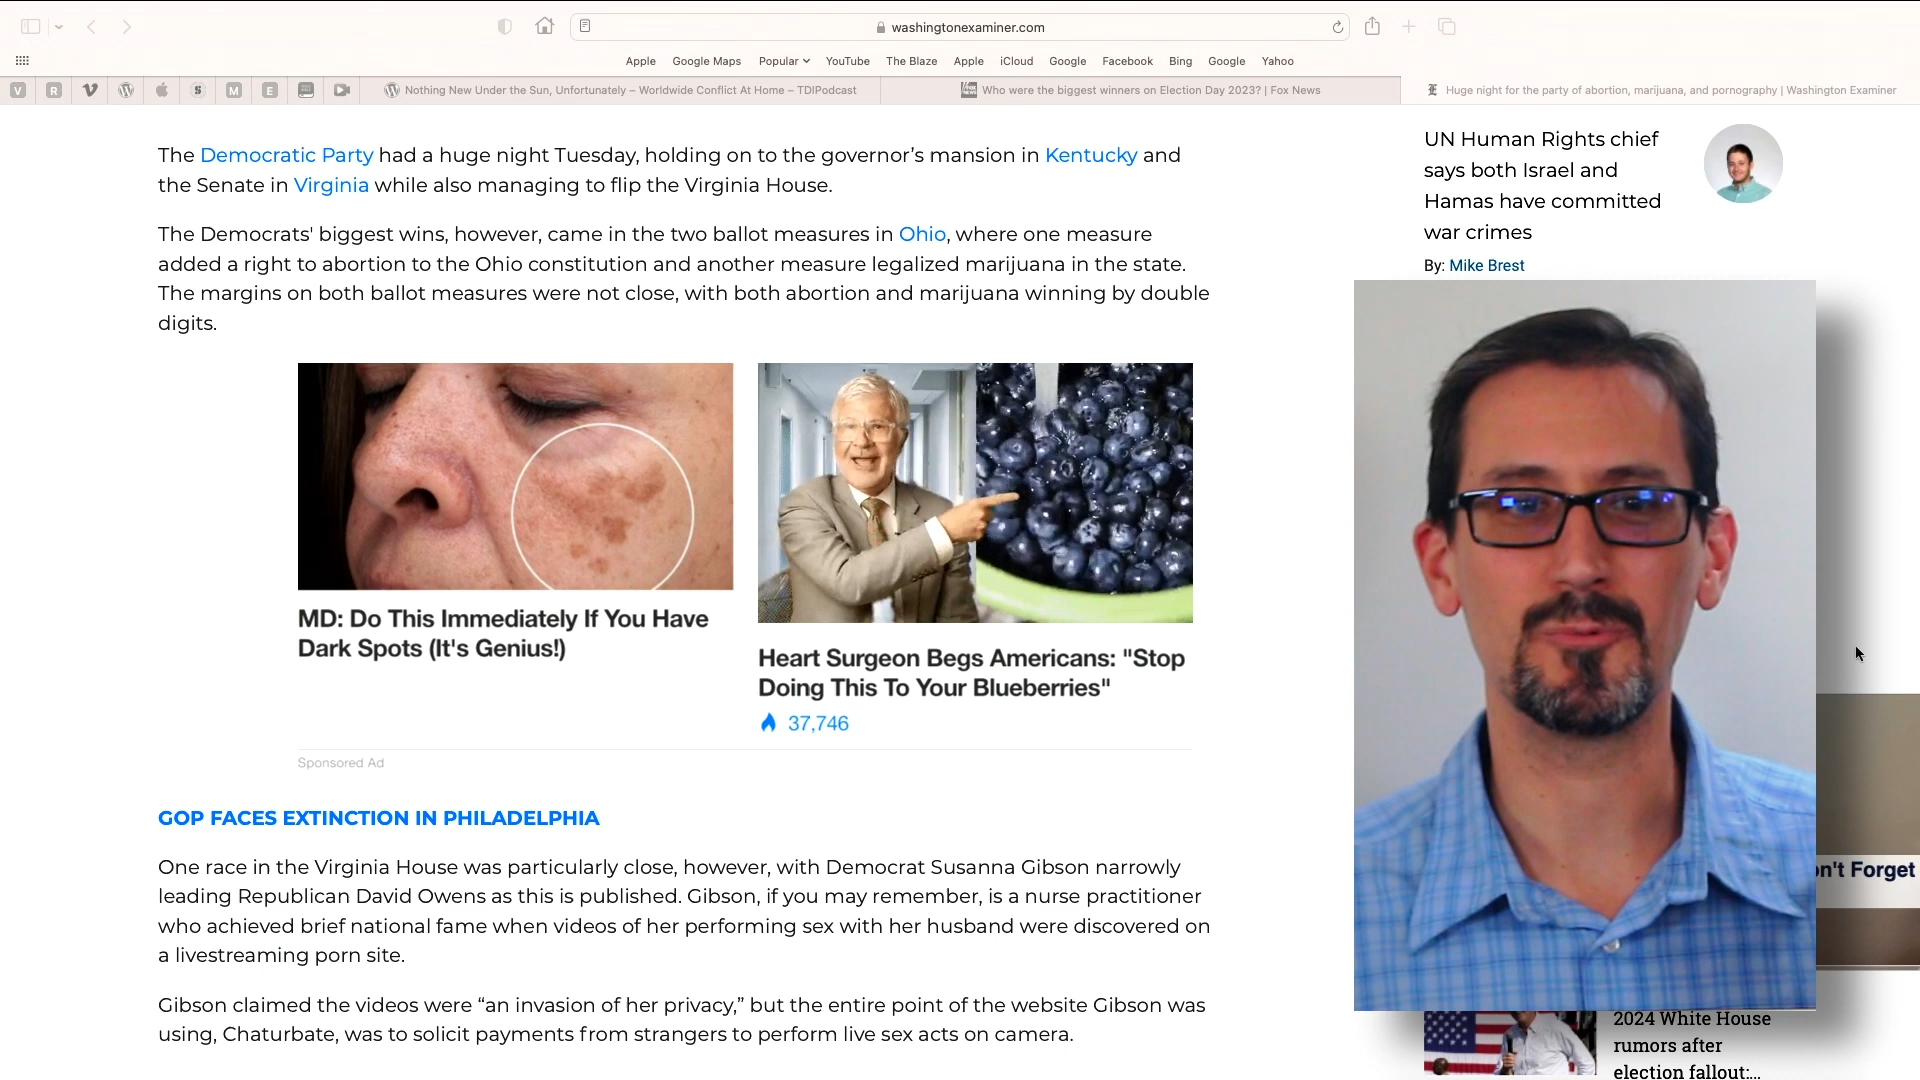 washingtonexaminer.com
Apple Google Maps Popular YouTube The Blaze Apple iCloud Google Facebook Bing Google Yahoo
V R S M E Nothing New Under the Sun, Unfortunately – Worldwide Conflict At Home – TDIPodcast Who were the biggest winners on Election Day 2023? | Fox News Huge night for the party of abortion, marijuana, and pornography | Washington Examiner
The Democratic Party had a huge night Tuesday, holding on to the governor’s mansion in Kentucky and
the Senate in Virginia while also managing to flip the Virginia House.
The Democrats' biggest wins, however, came in the two ballot measures in Ohio, where one measure
added a right to abortion to the Ohio constitution and another measure legalized marijuana in the state.
The margins on both ballot measures were not close, with both abortion and marijuana winning by double
digits.
MD: Do This Immediately If You Have
Dark Spots (It's Genius!)
Heart Surgeon Begs Americans: "Stop
Doing This To Your Blueberries"
37,746
Sponsored Ad
GOP FACES EXTINCTION IN PHILADELPHIA
One race in the Virginia House was particularly close, however, with Democrat Susanna Gibson narrowly
leading Republican David Owens as this is published. Gibson, if you may remember, is a nurse practitioner
who achieved brief national fame when videos of her performing sex with her husband were discovered on
a livestreaming porn site.
Gibson claimed the videos were “an invasion of her privacy,” but the entire point of the website Gibson was
using, Chaturbate, was to solicit payments from strangers to perform live sex acts on camera.
UN Human Rights chief
says both Israel and
Hamas have committed
war crimes
By: Mike Brest
n't Forget
2024 White House
rumors after
election fallout:...